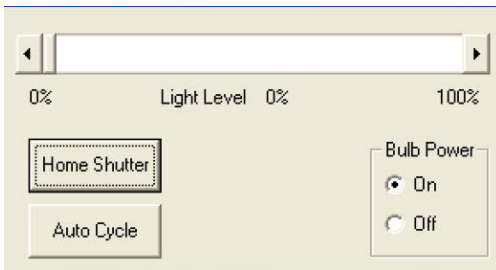 0% Light Level 0% 100%
Home Shutter
Auto Cycle
Bulb Power
On
Off